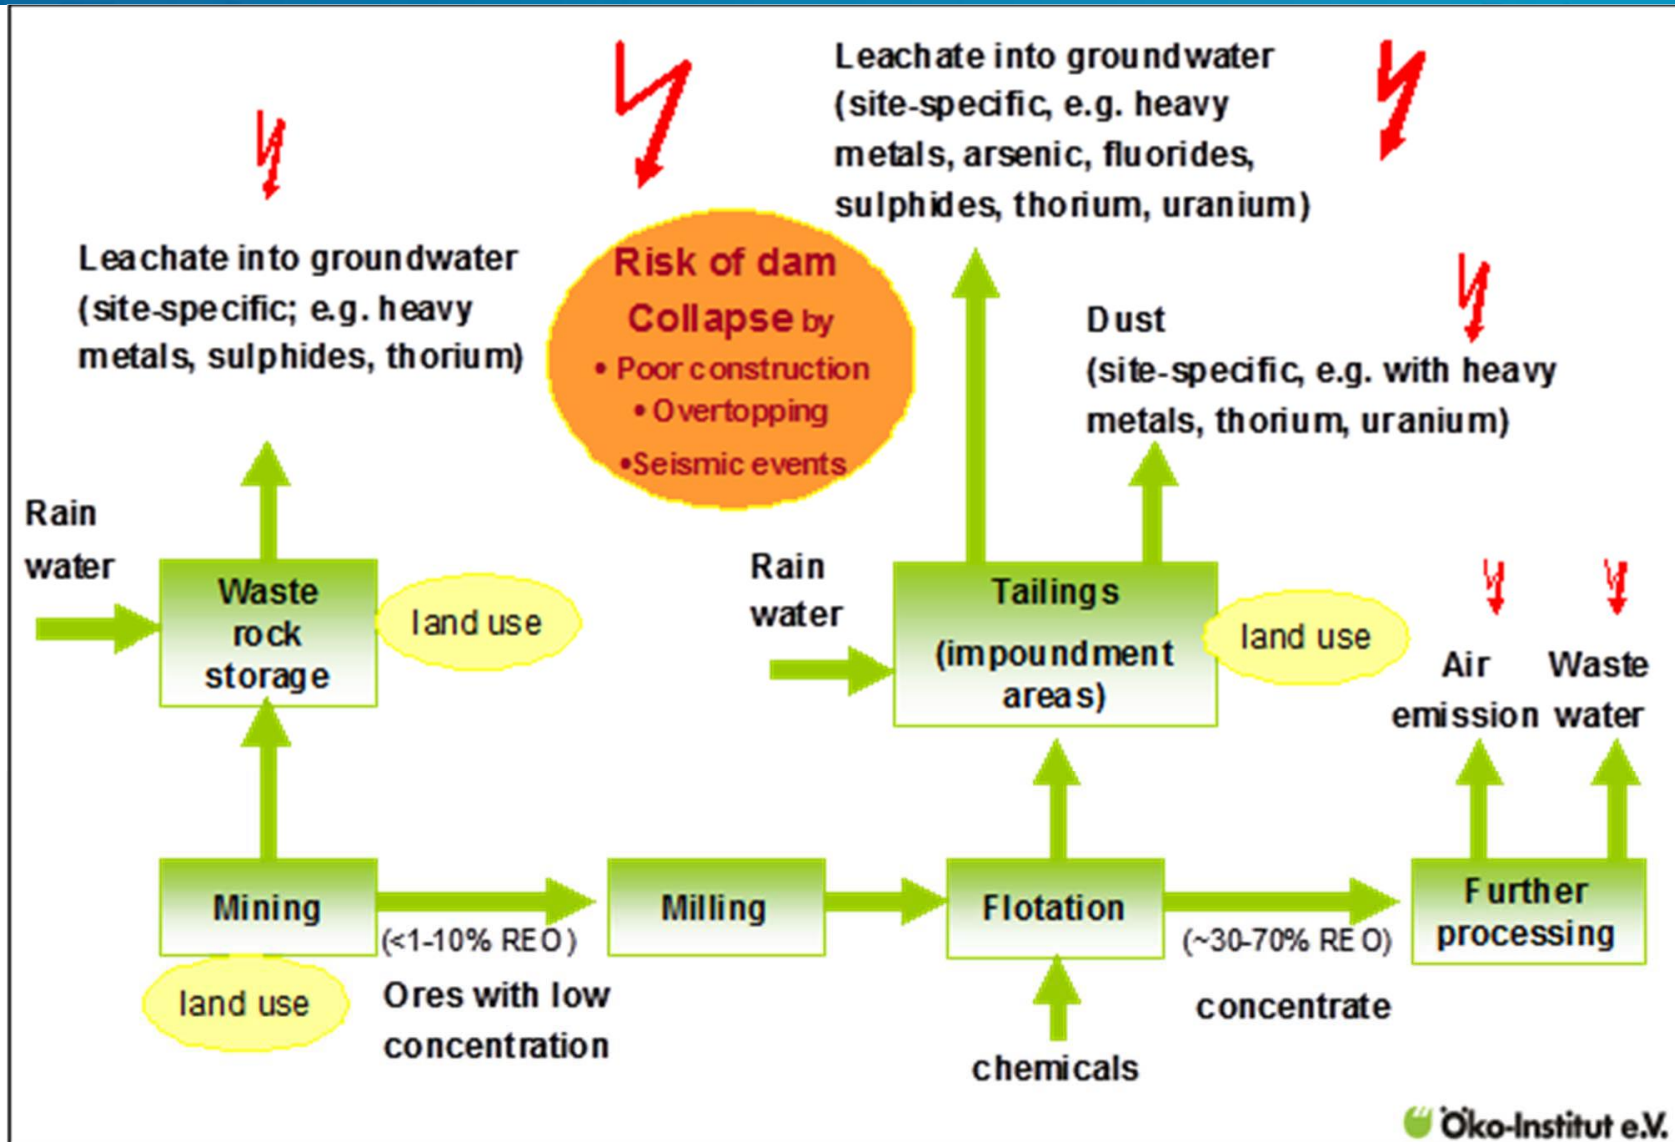 Leachate into groundwater
(site-specific, e.g. heavy
metals, arsenic, fluorides,
sulphides, thorium, uranium)
Leachate into groundwater
(site-specific; e.g. heavy
metals, sulphides, thorium)
Risk of dam
Collapse by
• Poor construction
• Overtopping
•Seismic events
Dust
(site-specific, e.g. with heavy
metals, thorium, uranium)
Rain
water
Waste
rock
storage
land use
Rain
water
Tailings
(impoundment
areas)
land use
Air
emission
Waste
water
Mining
(<1-10% REO)
Milling
Flotation
(~30-70% REO)
Further
processing
land use
Ores with low
concentration
concentrate
chemicals
Öko-Institut e.V.